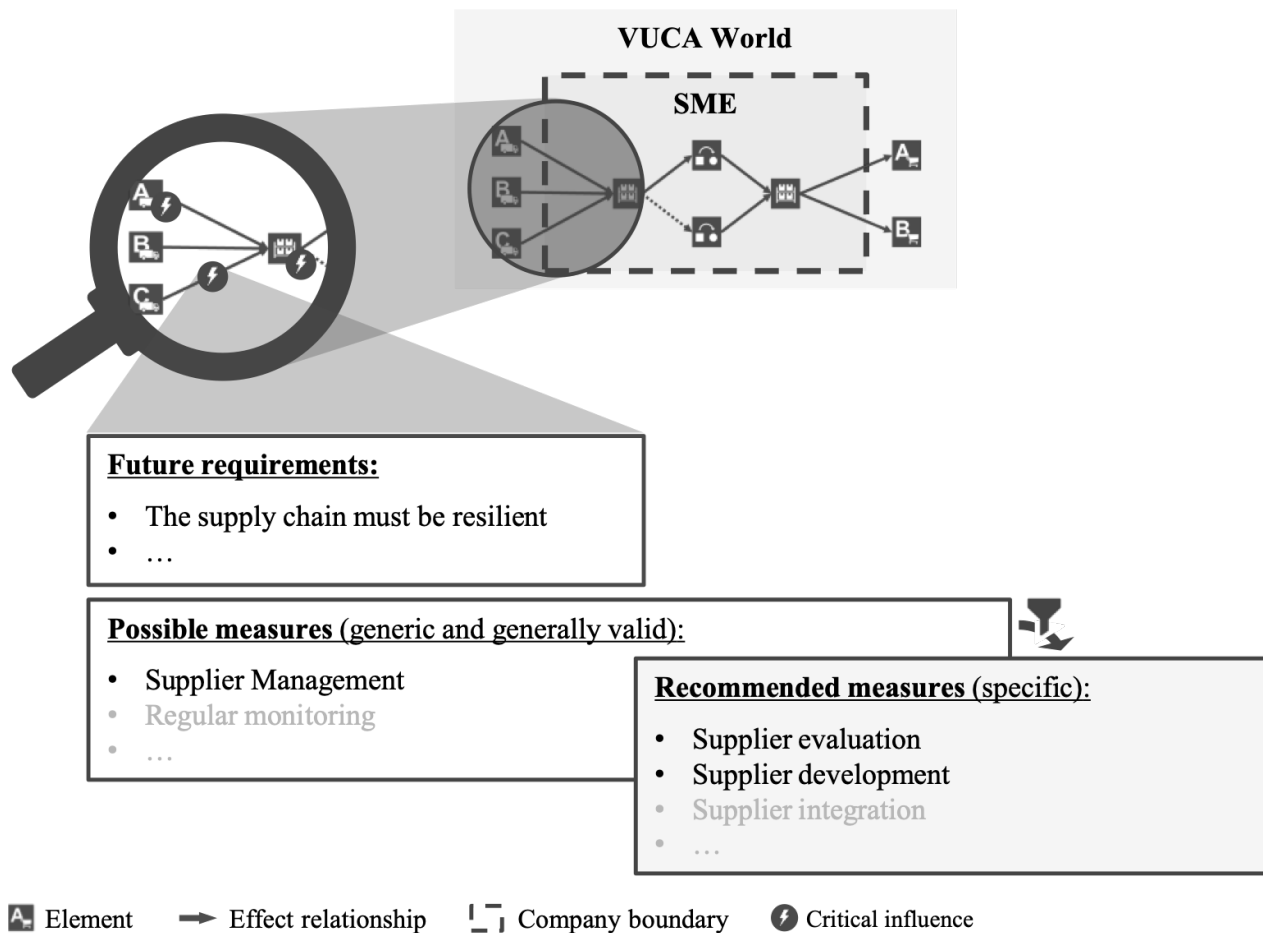 VUCA World
SME
A
B
C
A
B
A
B
C
Future requirements:
• The supply chain must be resilient
• …
Possible measures (generic and generally valid):
• Supplier Management
• Regular monitoring
• …
Recommended measures (specific):
• Supplier evaluation
• Supplier development
• Supplier integration
• …
A Element
Effect relationship
Company boundary
Critical influence